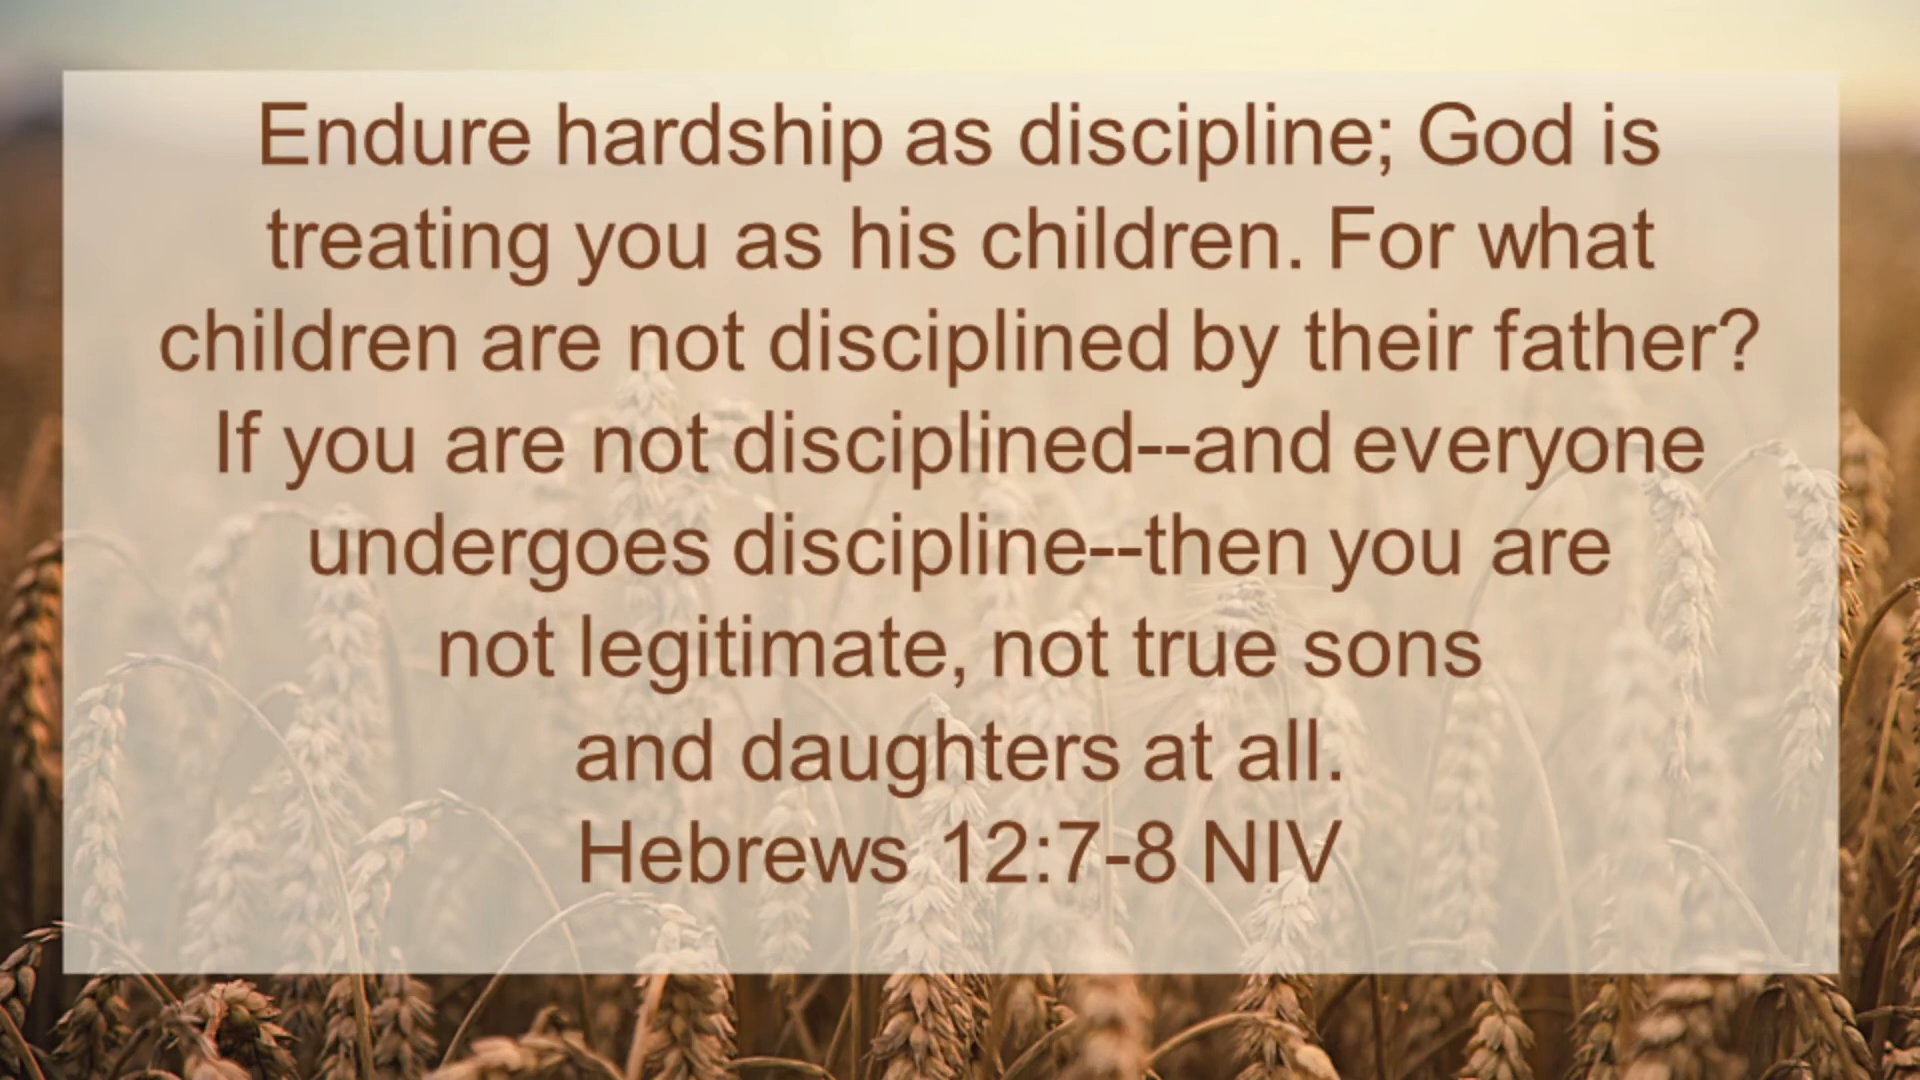 Endure hardship as discipline; God is
treating you as his children. For what
children are not disciplined by their father?
If you are not disciplined--and everyone
undergoes discipline--then you are
not legitimate, not true sons
and daughters at all.
Hebrews 12:7-8 NIV